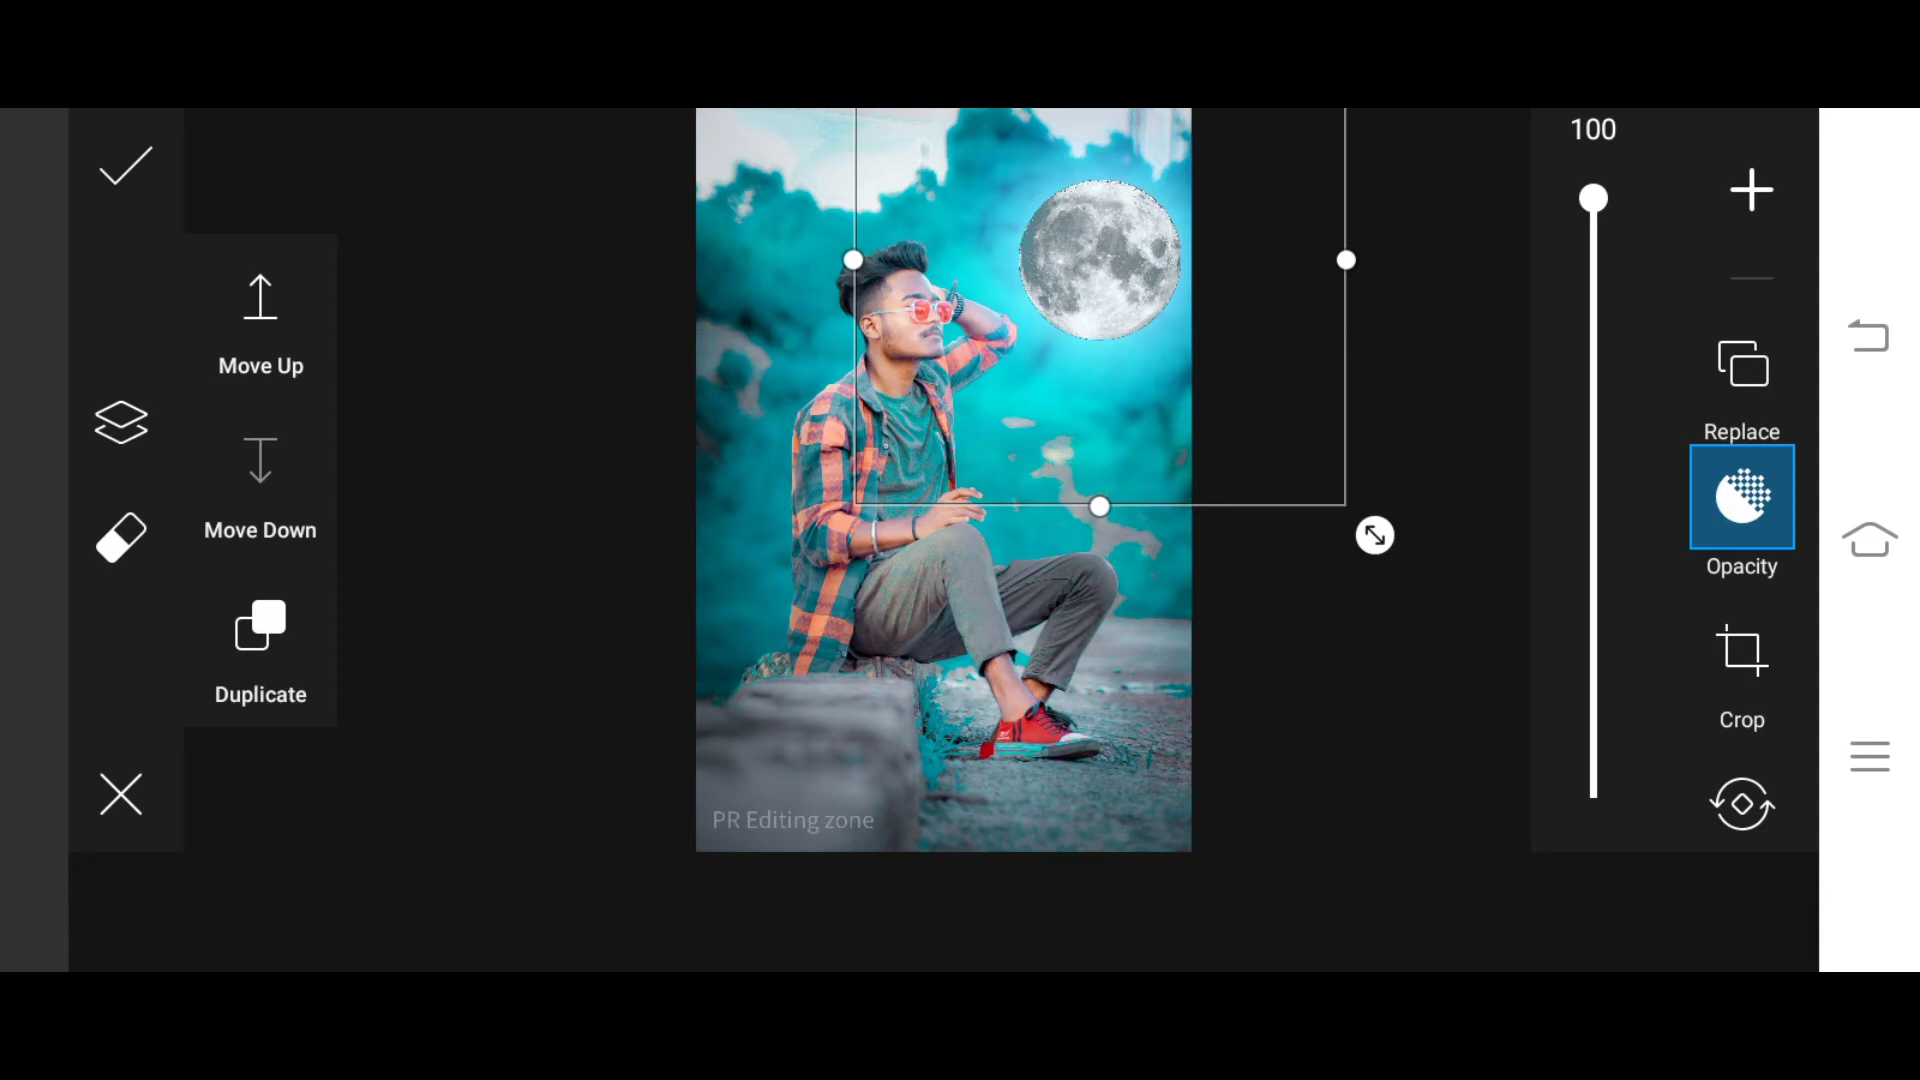 100
Move Up
Replace
Move Down
Opacity
Duplicate
Crop
PR Editing zone